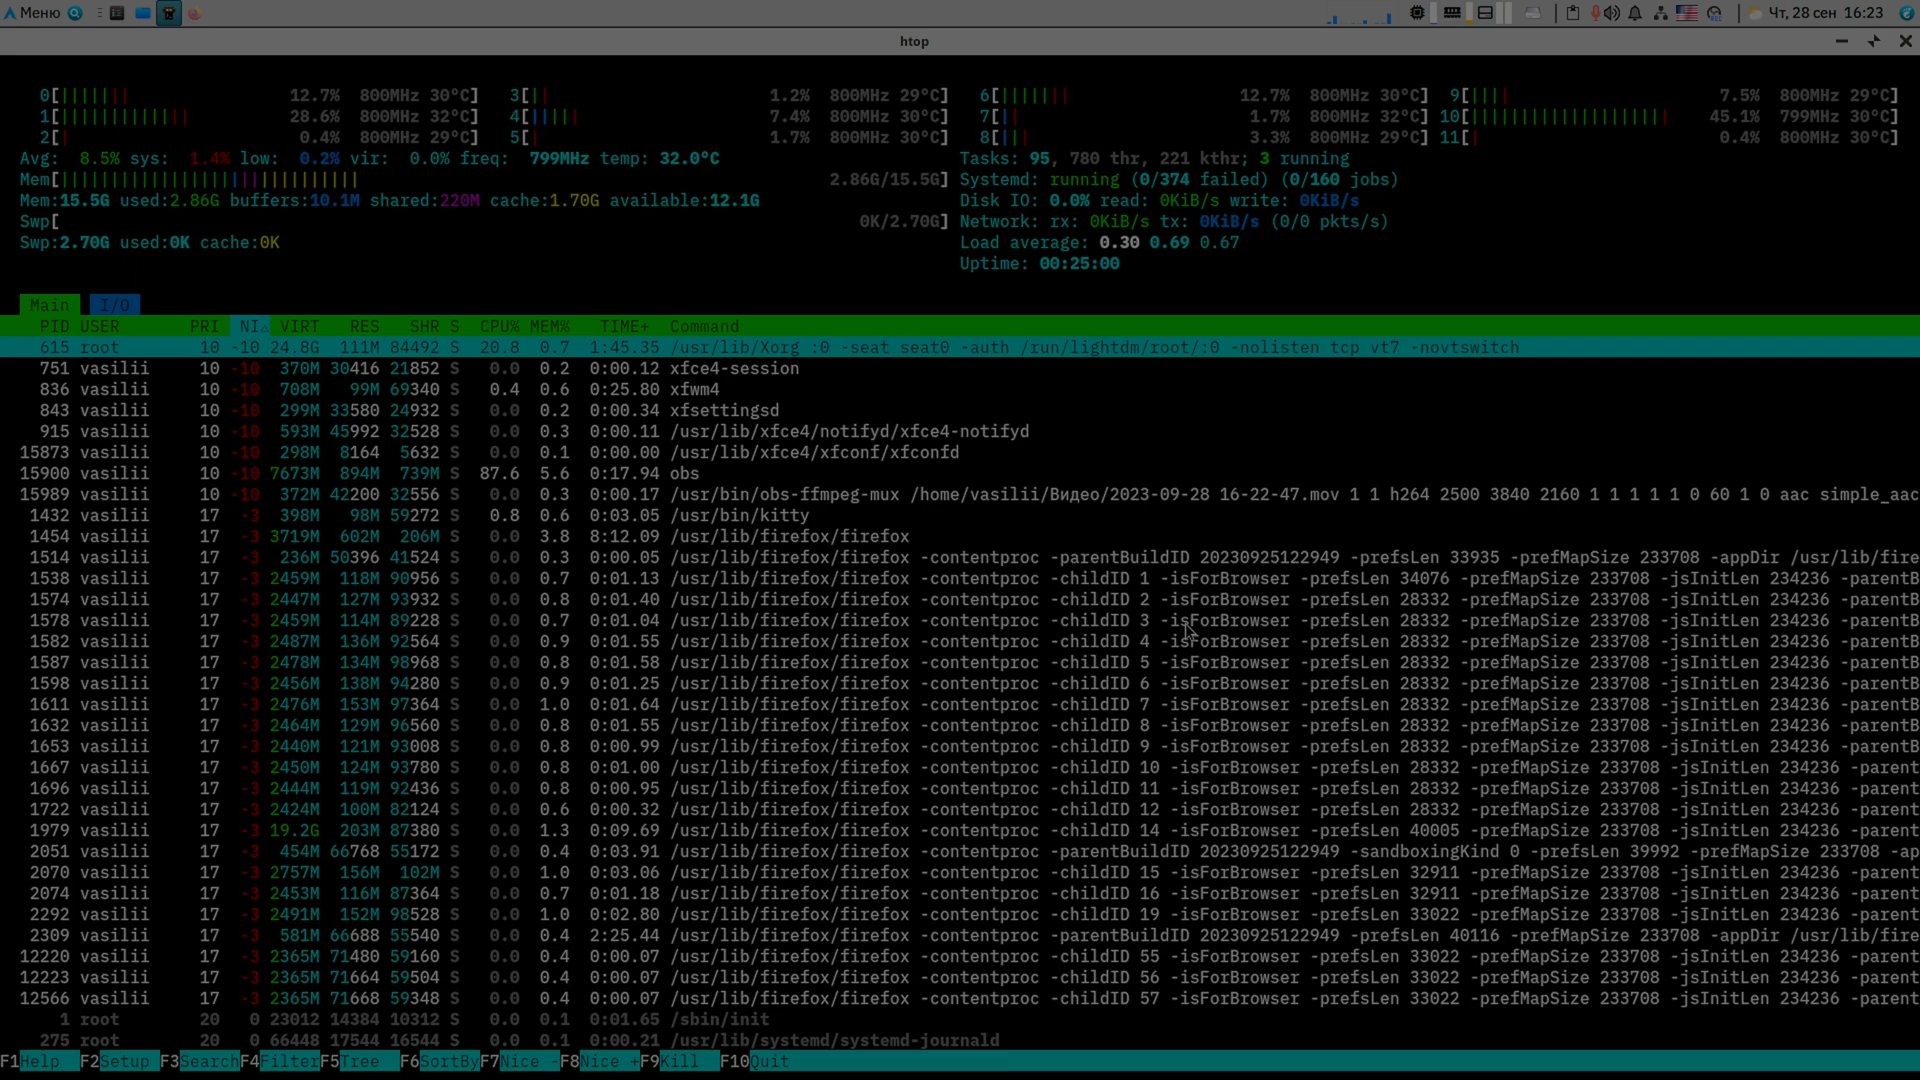 Меню
Чт, 28 сен 16:23
htop
0[ 12.7% 800MHz 30°C] 3[ 1.2% 800MHz 29°C] 6[ 12.7% 800MHz 30°C] 9[ 7.5% 800MHz 29°C]
1[ 28.6% 800MHz 32°C] 4[ 7.4% 800MHz 30°C] 7[ 1.7% 800MHz 32°C] 10[ 45.1% 799MHz 30°C]
2[ 0.4% 800MHz 29°C] 5[ 1.7% 800MHz 30°C] 8[ 3.3% 800MHz 29°C] 11[ 0.4% 800MHz 30°C]
Avg: 8.5% sys: 1.4% low: 0.2% vir: 0.0% freq: 799MHz temp: 32.0°C Tasks: 95, 780 thr, 221 kthr; 3 running
Mem[ 2.86G/15.5G] Systemd: running (0/374 failed) (0/160 jobs)
Mem:15.5G used:2.86G buffers:10.1M shared:220M cache:1.70G available:12.1G Disk IO: 0.0% read: 0KiB/s write: 0KiB/s
Swp[ 0K/2.70G] Network: rx: 0KiB/s tx: 0KiB/s (0/0 pkts/s)
Swp:2.70G used:0K cache:0K Load average: 0.30 0.69 0.67
Uptime: 00:25:00
Main I/O
PID USER PRI NI△ VIRT RES SHR S CPU% MEM% TIME+ Command
615 root 10 -10 24.8G 111M 84492 S 20.8 0.7 1:45.35 /usr/lib/Xorg :0 -seat seat0 -auth /run/lightdm/root/:0 -nolisten tcp vt7 -novtswitch
751 vasilii 10 -10 370M 30416 21852 S 0.0 0.2 0:00.12 xfce4-session
836 vasilii 10 -10 708M 99M 69340 S 0.4 0.6 0:25.80 xfwm4
843 vasilii 10 -10 299M 33580 24932 S 0.0 0.2 0:00.34 xfsettingsd
915 vasilii 10 -10 593M 45992 32528 S 0.0 0.3 0:00.11 /usr/lib/xfce4/notifyd/xfce4-notifyd
15873 vasilii 10 -10 298M 8164 5632 S 0.0 0.1 0:00.00 /usr/lib/xfce4/xfconf/xfconfd
15900 vasilii 10 -10 7673M 894M 739M S 87.6 5.6 0:17.94 obs
15989 vasilii 10 -10 372M 42200 32556 S 0.0 0.3 0:00.17 /usr/bin/obs-ffmpeg-mux /home/vasilii/Видео/2023-09-28 16-22-47.mov 1 1 h264 2500 3840 2160 1 1 1 1 1 0 60 1 0 aac simple_aac
1432 vasilii 17 -3 398M 98M 59272 S 0.8 0.6 0:03.05 /usr/bin/kitty
1454 vasilii 17 -3 3719M 602M 206M S 0.0 3.8 8:12.09 /usr/lib/firefox/firefox
1514 vasilii 17 -3 236M 50396 41524 S 0.0 0.3 0:00.05 /usr/lib/firefox/firefox -contentproc -parentBuildID 20230925122949 -prefsLen 33935 -prefMapSize 233708 -appDir /usr/lib/fire
1538 vasilii 17 -3 2459M 118M 90956 S 0.0 0.7 0:01.13 /usr/lib/firefox/firefox -contentproc -childID 1 -isForBrowser -prefsLen 34076 -prefMapSize 233708 -jsInitLen 234236 -parentB
1574 vasilii 17 -3 2447M 127M 93932 S 0.0 0.8 0:01.40 /usr/lib/firefox/firefox -contentproc -childID 2 -isForBrowser -prefsLen 28332 -prefMapSize 233708 -jsInitLen 234236 -parentB
1578 vasilii 17 -3 2459M 114M 89228 S 0.0 0.7 0:01.04 /usr/lib/firefox/firefox -contentproc -childID 3 -isForBrowser -prefsLen 28332 -prefMapSize 233708 -jsInitLen 234236 -parentB
1582 vasilii 17 -3 2487M 136M 92564 S 0.0 0.9 0:01.55 /usr/lib/firefox/firefox -contentproc -childID 4 -isForBrowser -prefsLen 28332 -prefMapSize 233708 -jsInitLen 234236 -parentB
1587 vasilii 17 -3 2478M 134M 98968 S 0.0 0.8 0:01.58 /usr/lib/firefox/firefox -contentproc -childID 5 -isForBrowser -prefsLen 28332 -prefMapSize 233708 -jsInitLen 234236 -parentB
1598 vasilii 17 -3 2456M 138M 94280 S 0.0 0.9 0:01.25 /usr/lib/firefox/firefox -contentproc -childID 6 -isForBrowser -prefsLen 28332 -prefMapSize 233708 -jsInitLen 234236 -parentB
1611 vasilii 17 -3 2476M 153M 97364 S 0.0 1.0 0:01.64 /usr/lib/firefox/firefox -contentproc -childID 7 -isForBrowser -prefsLen 28332 -prefMapSize 233708 -jsInitLen 234236 -parentB
1632 vasilii 17 -3 2464M 129M 96560 S 0.0 0.8 0:01.55 /usr/lib/firefox/firefox -contentproc -childID 8 -isForBrowser -prefsLen 28332 -prefMapSize 233708 -jsInitLen 234236 -parentB
1653 vasilii 17 -3 2440M 121M 93008 S 0.0 0.8 0:00.99 /usr/lib/firefox/firefox -contentproc -childID 9 -isForBrowser -prefsLen 28332 -prefMapSize 233708 -jsInitLen 234236 -parentB
1667 vasilii 17 -3 2450M 124M 93780 S 0.0 0.8 0:01.00 /usr/lib/firefox/firefox -contentproc -childID 10 -isForBrowser -prefsLen 28332 -prefMapSize 233708 -jsInitLen 234236 -parent
1696 vasilii 17 -3 2444M 119M 92436 S 0.0 0.8 0:00.95 /usr/lib/firefox/firefox -contentproc -childID 11 -isForBrowser -prefsLen 28332 -prefMapSize 233708 -jsInitLen 234236 -parent
1722 vasilii 17 -3 2424M 100M 82124 S 0.0 0.6 0:00.32 /usr/lib/firefox/firefox -contentproc -childID 12 -isForBrowser -prefsLen 28332 -prefMapSize 233708 -jsInitLen 234236 -parent
1979 vasilii 17 -3 19.2G 203M 87380 S 0.0 1.3 0:09.69 /usr/lib/firefox/firefox -contentproc -childID 14 -isForBrowser -prefsLen 40005 -prefMapSize 233708 -jsInitLen 234236 -parent
2051 vasilii 17 -3 454M 66768 55172 S 0.0 0.4 0:03.91 /usr/lib/firefox/firefox -contentproc -parentBuildID 20230925122949 -sandboxingKind 0 -prefsLen 39992 -prefMapSize 233708 -ap
2070 vasilii 17 -3 2757M 156M 102M S 0.0 1.0 0:03.06 /usr/lib/firefox/firefox -contentproc -childID 15 -isForBrowser -prefsLen 32911 -prefMapSize 233708 -jsInitLen 234236 -parent
2074 vasilii 17 -3 2453M 116M 87364 S 0.0 0.7 0:01.18 /usr/lib/firefox/firefox -contentproc -childID 16 -isForBrowser -prefsLen 32911 -prefMapSize 233708 -jsInitLen 234236 -parent
2292 vasilii 17 -3 2491M 152M 98528 S 0.0 1.0 0:02.80 /usr/lib/firefox/firefox -contentproc -childID 19 -isForBrowser -prefsLen 33022 -prefMapSize 233708 -jsInitLen 234236 -parent
2309 vasilii 17 -3 581M 66688 55540 S 0.0 0.4 2:25.44 /usr/lib/firefox/firefox -contentproc -parentBuildID 20230925122949 -prefsLen 40116 -prefMapSize 233708 -appDir /usr/lib/fire
12220 vasilii 17 -3 2365M 71480 59160 S 0.0 0.4 0:00.07 /usr/lib/firefox/firefox -contentproc -childID 55 -isForBrowser -prefsLen 33022 -prefMapSize 233708 -jsInitLen 234236 -parent
12223 vasilii 17 -3 2365M 71664 59504 S 0.0 0.4 0:00.07 /usr/lib/firefox/firefox -contentproc -childID 56 -isForBrowser -prefsLen 33022 -prefMapSize 233708 -jsInitLen 234236 -parent
12566 vasilii 17 -3 2365M 71668 59348 S 0.0 0.4 0:00.07 /usr/lib/firefox/firefox -contentproc -childID 57 -isForBrowser -prefsLen 33022 -prefMapSize 233708 -jsInitLen 234236 -parent
1 root 20 0 23012 14384 10312 S 0.0 0.1 0:01.65 /sbin/init
275 root 20 0 66448 17544 16544 S 0.0 0.1 0:00.21 /usr/lib/systemd/systemd-journald
F1Help F2Setup F3SearchF4FilterF5Tree F6SortByF7Nice -F8Nice +F9Kill F10Quit